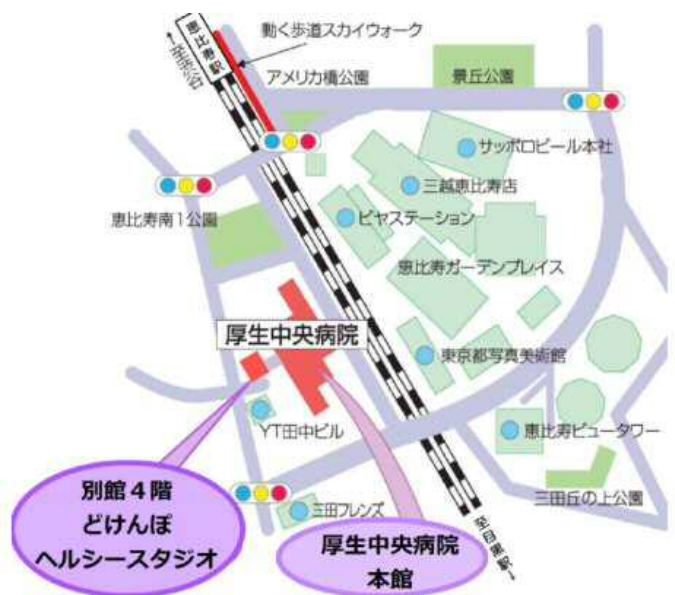 恵比寿駅
↑至渋谷
動く歩道スカイウォーク
アメリカ橋公園
景丘公園
サッポロビール本社
三越恵比寿店
恵比寿南1公園
ビヤステーション
恵比寿ガーデンプレイス
厚生中央病院
東京都写真美術館
YT田中ビル
恵比寿ビュータワー
三田丘の上公園
別館4階
どけんぽ
ヘルシースタジオ
三田フレンズ
厚生中央病院
本館
至目黒駅↓